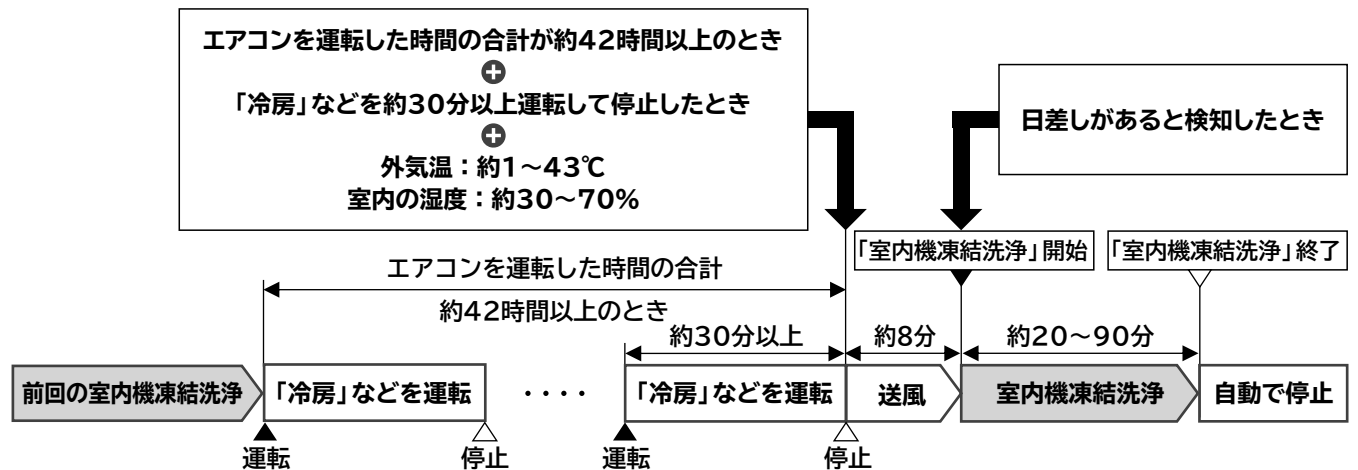 エアコンを運転した時間の合計が約42時間以上のとき
+
「冷房」などを約30分以上運転して停止したとき
+
外気温：約1～43℃
室内の湿度：約30～70%
日差しがあると検知したとき
「室内機凍結洗浄」開始
「室内機凍結洗浄」終了
エアコンを運転した時間の合計
約42時間以上のとき
約30分以上
約8分
約20～90分
前回の室内機凍結洗浄
「冷房」などを運転
・・・・
「冷房」などを運転
送風
室内機凍結洗浄
自動で停止
運転
停止
運転
停止